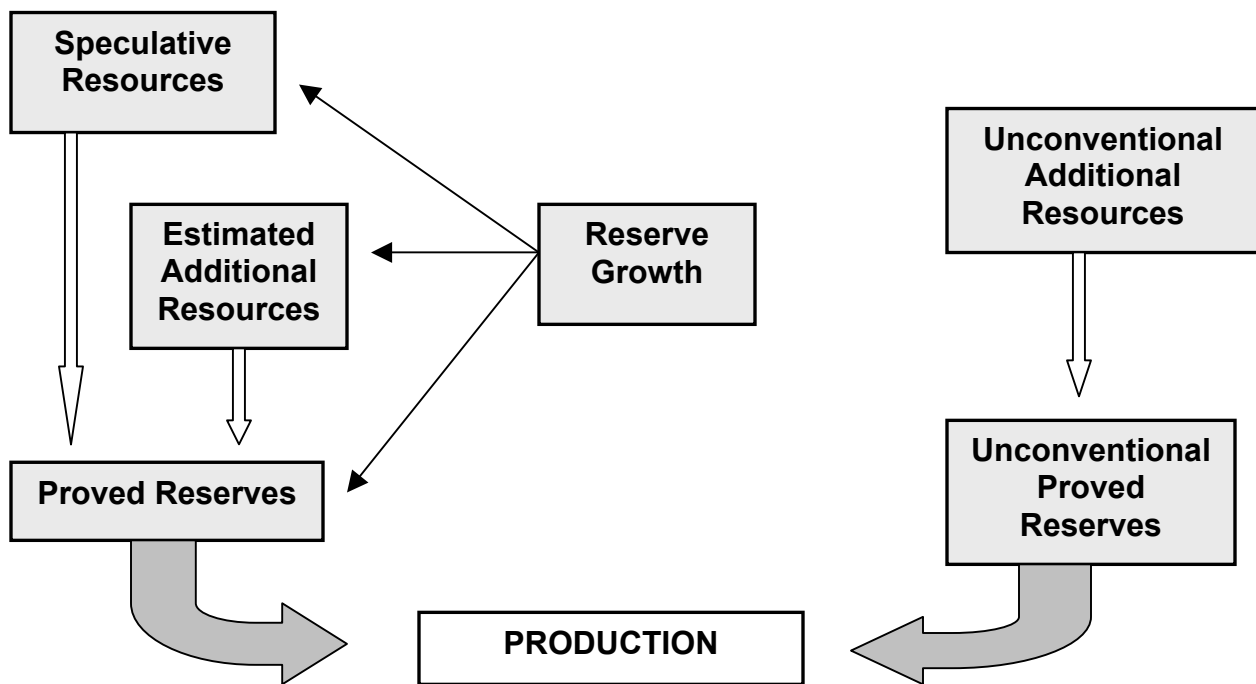 Speculative
Resources
Estimated
Additional
Resources
Reserve
Growth
Unconventional
Additional
Resources
Proved Reserves
Unconventional
Proved
Reserves
PRODUCTION